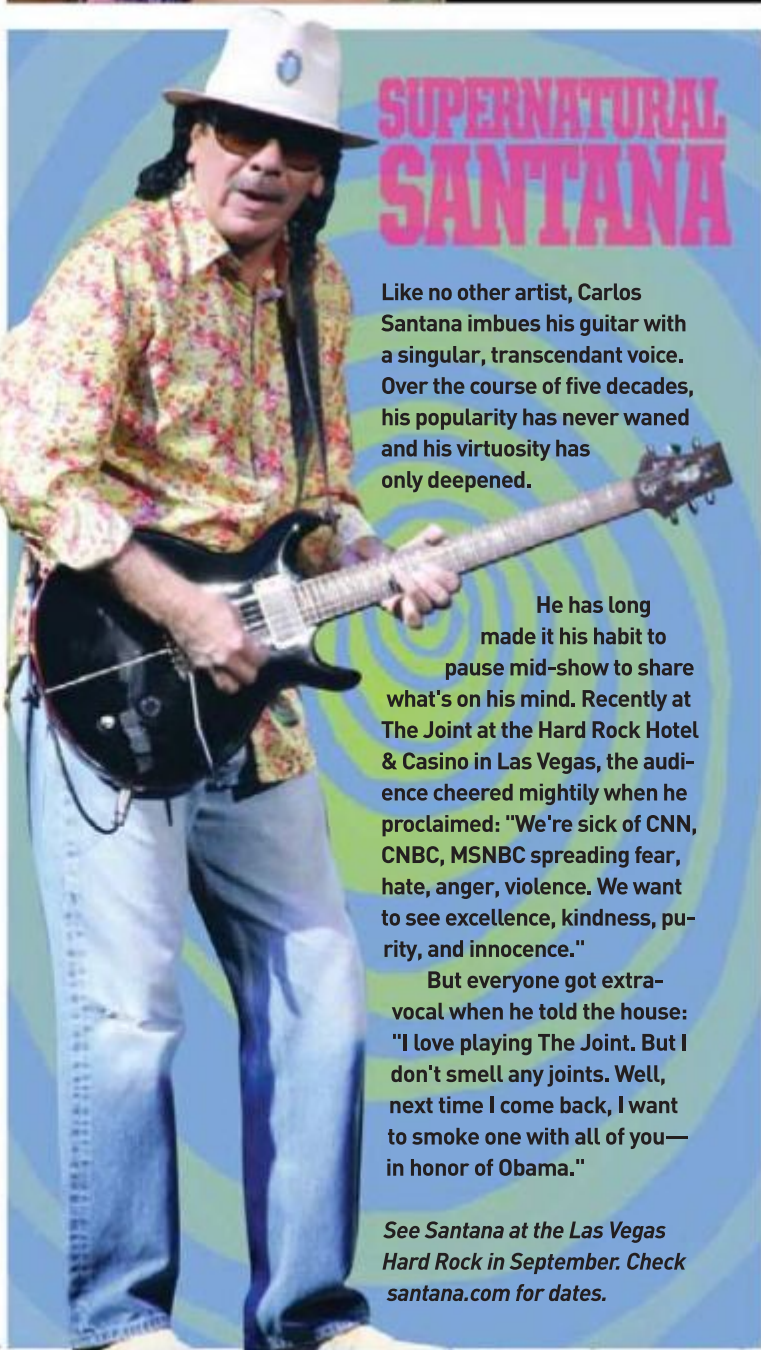 SUPERNATURAL
SANTANA
Like no other artist, Carlos
Santana imbues his guitar with
a singular, transcendant voice.
Over the course of five decades,
his popularity has never waned
and his virtuosity has
only deepened.
He has long
made it his habit to
pause mid-show to share
what's on his mind. Recently at
The Joint at the Hard Rock Hotel
& Casino in Las Vegas, the audi-
ence cheered mightily when he
proclaimed: "We're sick of CNN,
CNBC, MSNBC spreading fear,
hate, anger, violence. We want
to see excellence, kindness, pu-
rity, and innocence."
But everyone got extra-
vocal when he told the house:
"I love playing The Joint. But I
don't smell any joints. Well,
next time I come back, I want
to smoke one with all of you—
in honor of Obama."
See Santana at the Las Vegas
Hard Rock in September. Check
santana.com for dates.